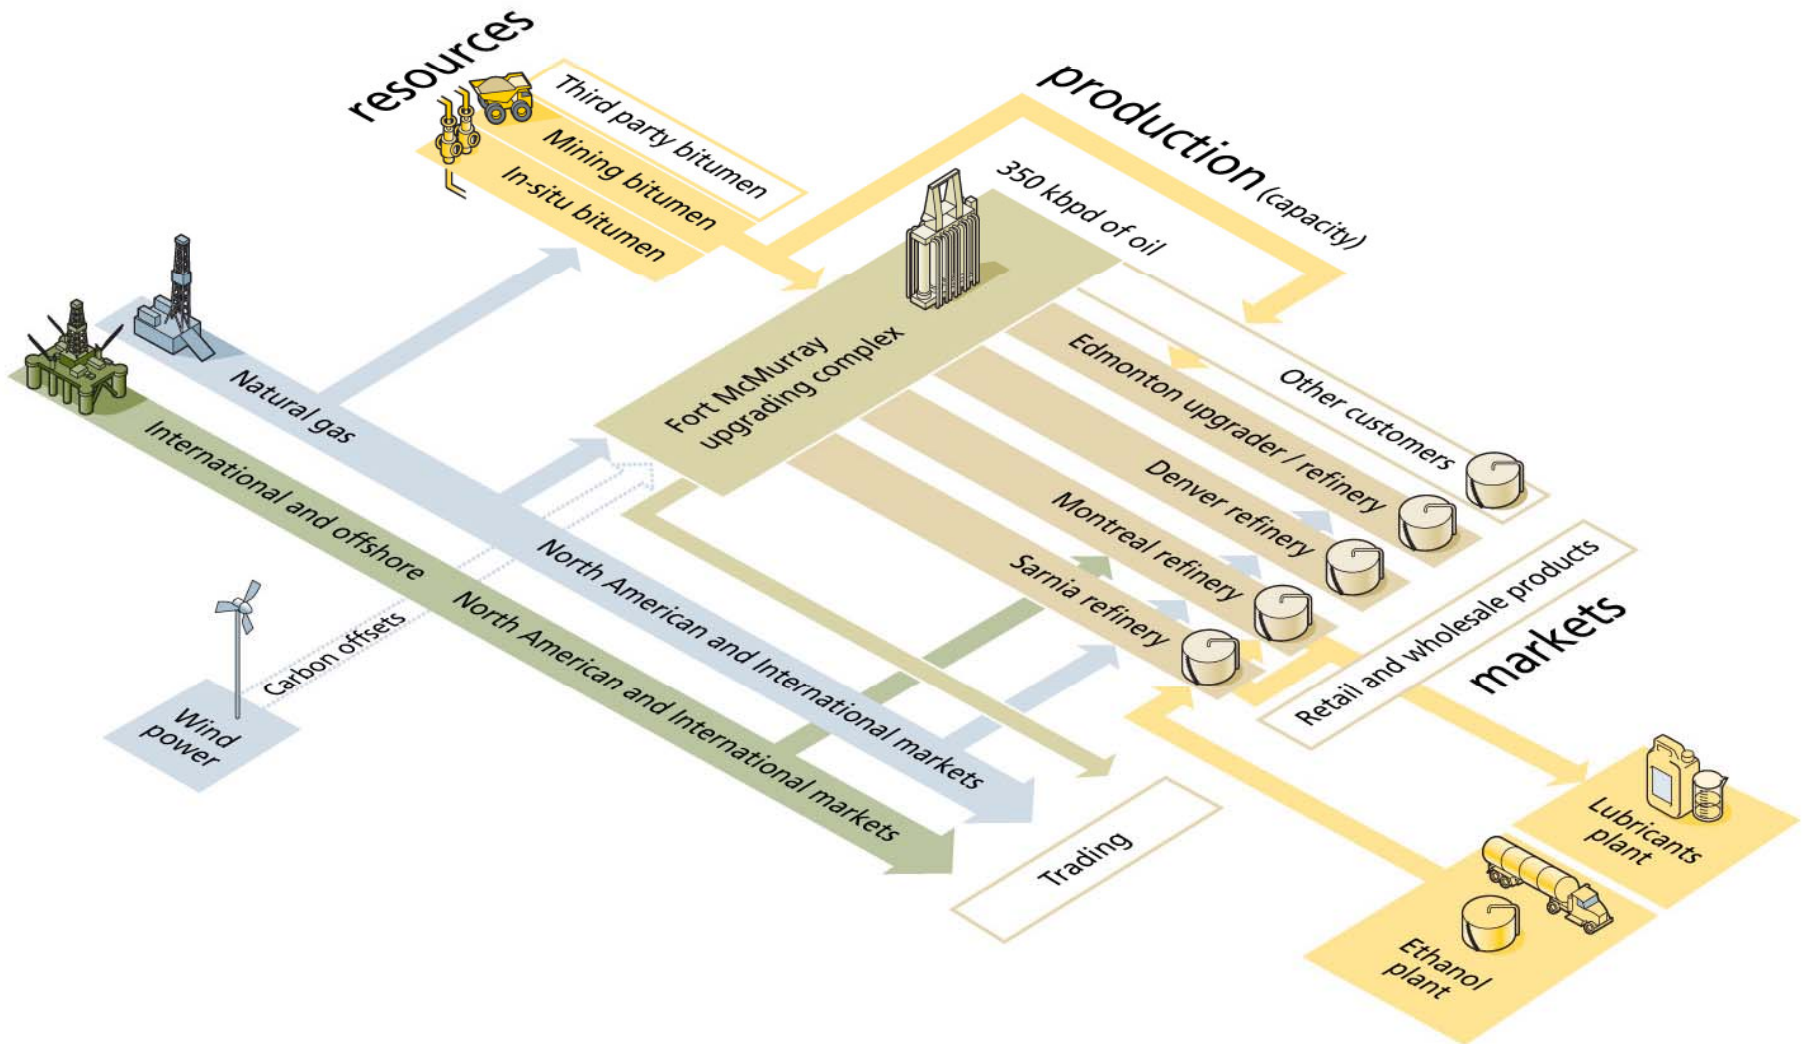 resources
Third party bitumen
Mining bitumen
In-situ bitumen
production (capacity)
350 kbpd of oil
Fort McMurray
upgrading complex
Natural gas
North American and International markets
International and offshore
North American and International markets
Wind
power
Carbon offsets
Other customers
Edmonton upgrader / refinery
Denver refinery
Montreal refinery
Sarnia refinery
Retail and wholesale products
markets
Trading
Lubricants
plant
Ethanol
plant